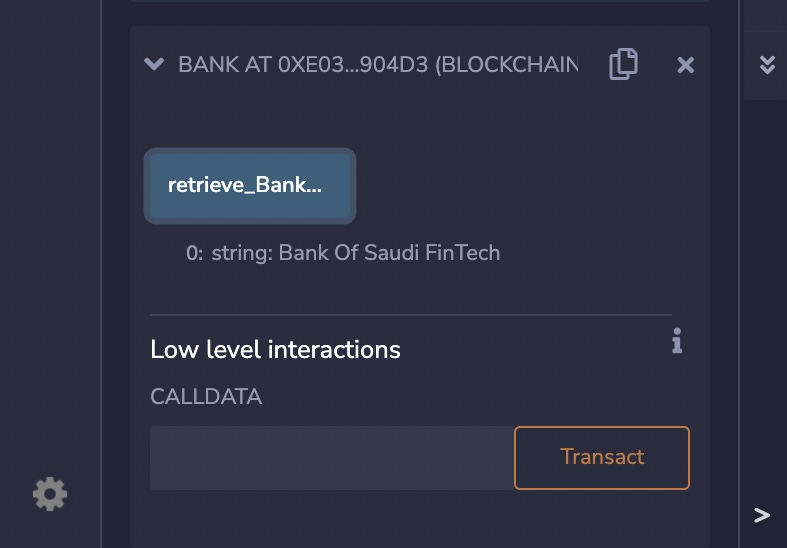 BANK AT 0XE03...904D3 (BLOCKCHAIN
retrieve_Bank...
0: string: Bank Of Saudi FinTech
Low level interactions
CALLDATA
Transact
>